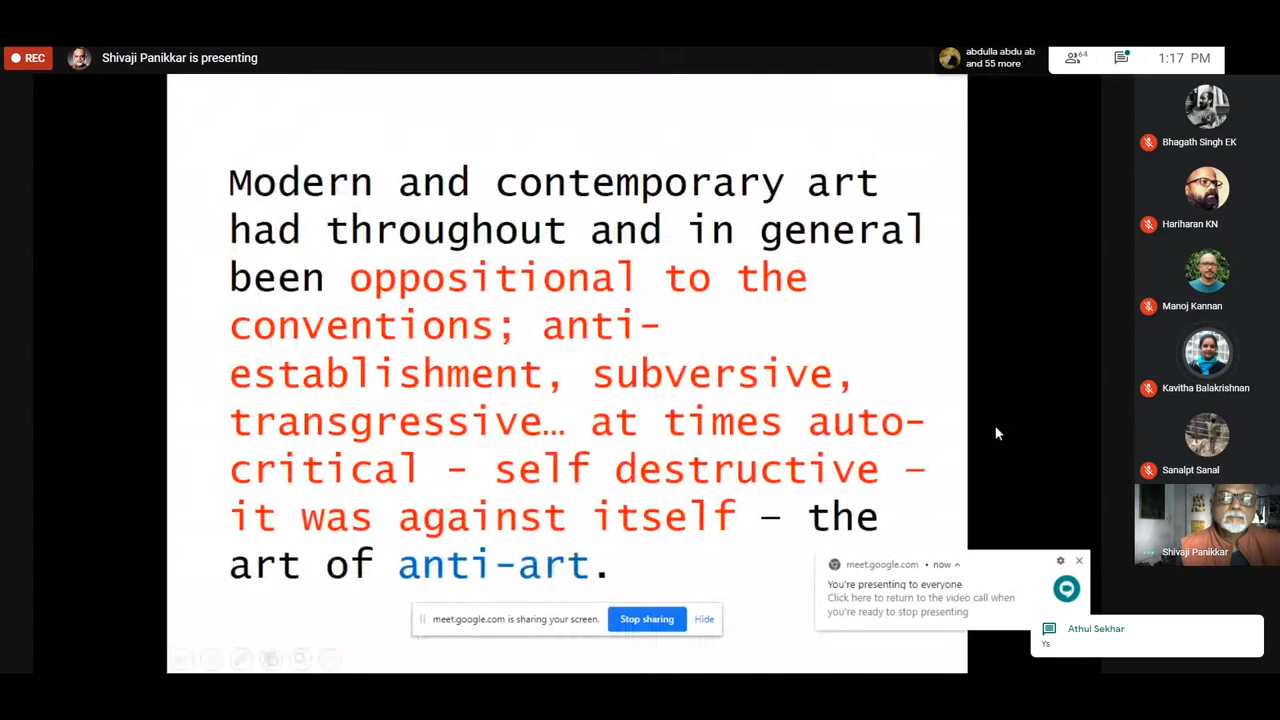 REC
Shivaji Panikkar is presenting
abdulla abdu ab
and 55 more
64
1:17 PM
Modern and contemporary art
had throughout and in general
been oppositional to the
conventions; anti-
establishment, subversive,
transgressive… at times auto-
critical - self destructive –
it was against itself – the
art of anti-art.
Bhagath Singh EK
Hariharan KN
Manoj Kannan
Kavitha Balakrishnan
Sanalpt Sanal
Shivaji Panikkar
meet.google.com • now
You're presenting to everyone
Click here to return to the video call when
you're ready to stop presenting
meet.google.com is sharing your screen.
Stop sharing
Hide
Athul Sekhar
Ys